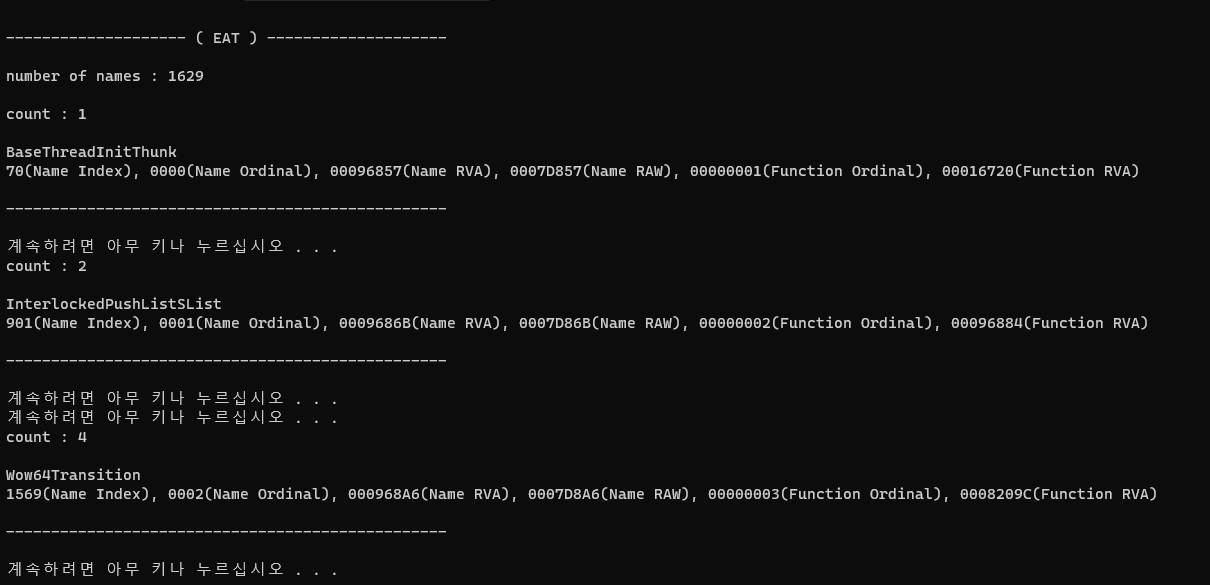 -------------------- ( EAT ) --------------------
number of names : 1629
count : 1
BaseThreadInitThunk
70(Name Index), 0000(Name Ordinal), 00096857(Name RVA), 0007D857(Name RAW), 00000001(Function Ordinal), 00016720(Function RVA)
-------------------------------------------------
계속하려면 아무 키나 누르십시오 . . .
count : 2
InterlockedPushListSList
901(Name Index), 0001(Name Ordinal), 0009686B(Name RVA), 0007D86B(Name RAW), 00000002(Function Ordinal), 00096884(Function RVA)
-------------------------------------------------
계속하려면 아무 키나 누르십시오 . . .
계속하려면 아무 키나 누르십시오 . . .
count : 4
Wow64Transition
1569(Name Index), 0002(Name Ordinal), 000968A6(Name RVA), 0007D8A6(Name RAW), 00000003(Function Ordinal), 0008209C(Function RVA)
-------------------------------------------------
계속하려면 아무 키나 누르십시오 . . .